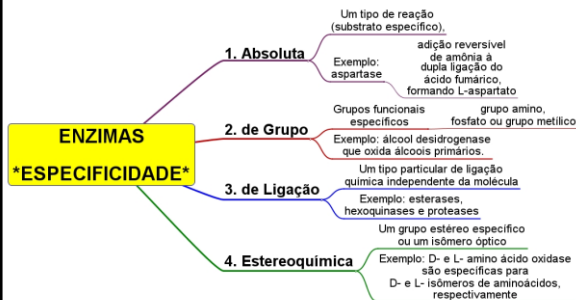 ENZIMAS
*ESPECIFICIDADE*
1. Absoluta
Um tipo de reação
(substrato específico),
Exemplo:
aspartase
adição reversível
de amônia à
dupla ligação do
ácido fumárico,
formando L-aspartato
2. de Grupo
Grupos funcionais
específicos
grupo amino,
fosfato ou grupo metílico
Exemplo: álcool desidrogenase
que oxida álcoois primários.
3. de Ligação
Um tipo particular de ligação
química independente da molécula
Exemplo: esterases,
hexoquinases e proteases
4. Estereoquímica
Um grupo estéreo específico
ou um isômero óptico
Exemplo: D- e L- amino ácido oxidase
são específicas para
D- e L- isômeros de aminoácidos,
respectivamente